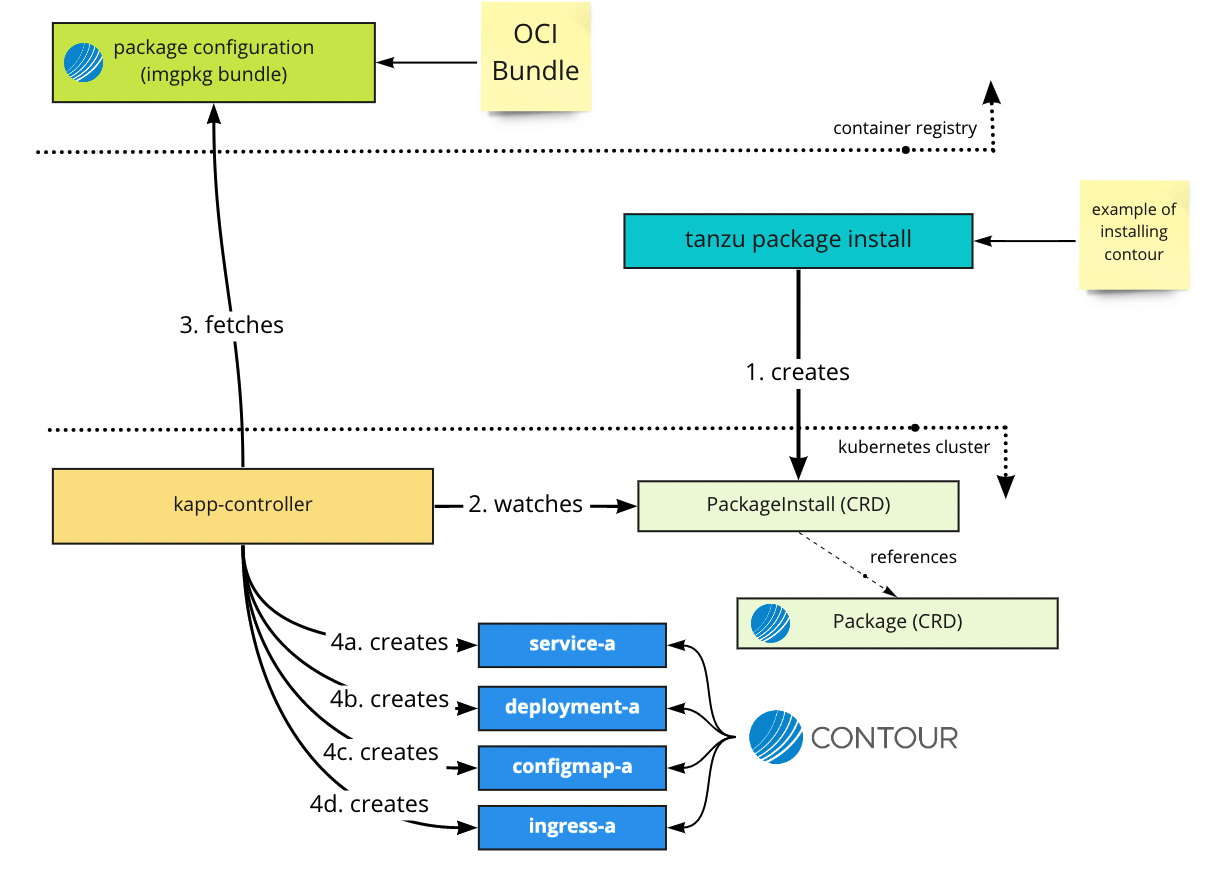 package configuration
(imgpkg bundle)
OCI
Bundle
container registry
example of
installing
contour
tanzu package install
3. fetches
1. creates
kubernetes cluster
kapp-controller
2. watches
PackageInstall (CRD)
references
Package (CRD)
4a. creates
service-a
4b. creates
deployment-a
CONTOUR
4c. creates
configmap-a
4d. creates
ingress-a